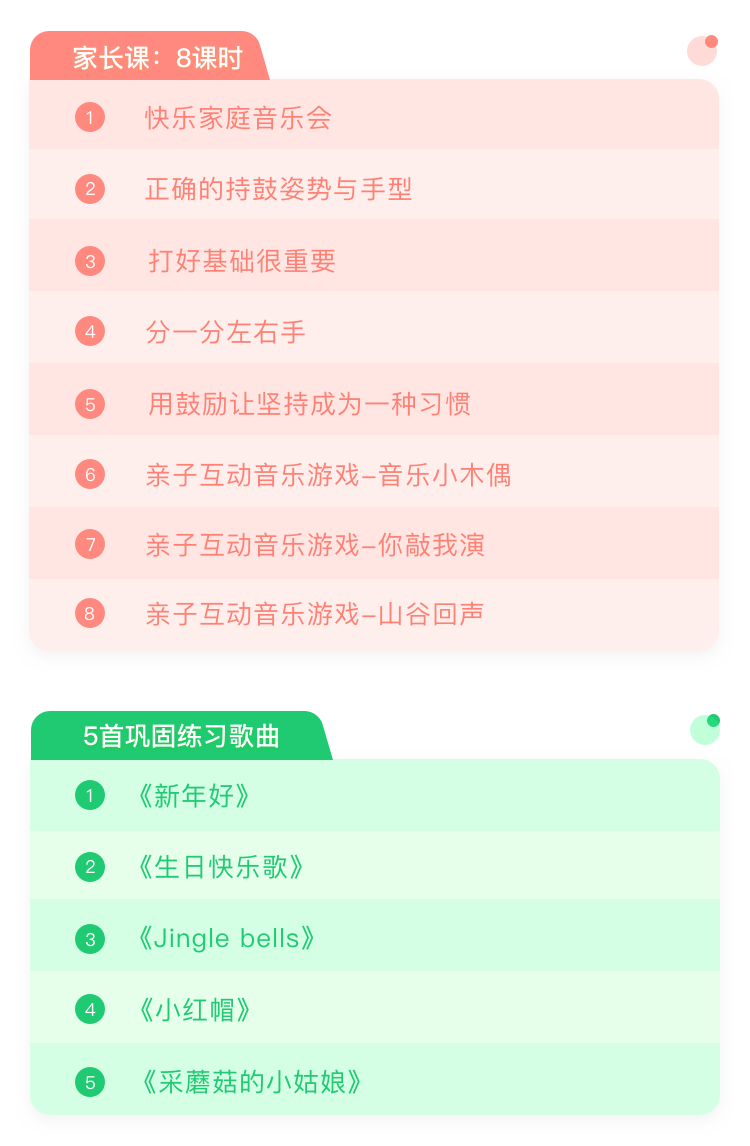 家长课：8课时
1 快乐家庭音乐会
2 正确的持鼓姿势与手型
3 打好基础很重要
4 分一分左右手
5 用鼓励让坚持成为一种习惯
6 亲子互动音乐游戏–音乐小木偶
7 亲子互动音乐游戏–你敲我演
8 亲子互动音乐游戏–山谷回声
5首巩固练习歌曲
1 《新年好》
2 《生日快乐歌》
3 《Jingle bells》
4 《小红帽》
5 《采蘑菇的小姑娘》